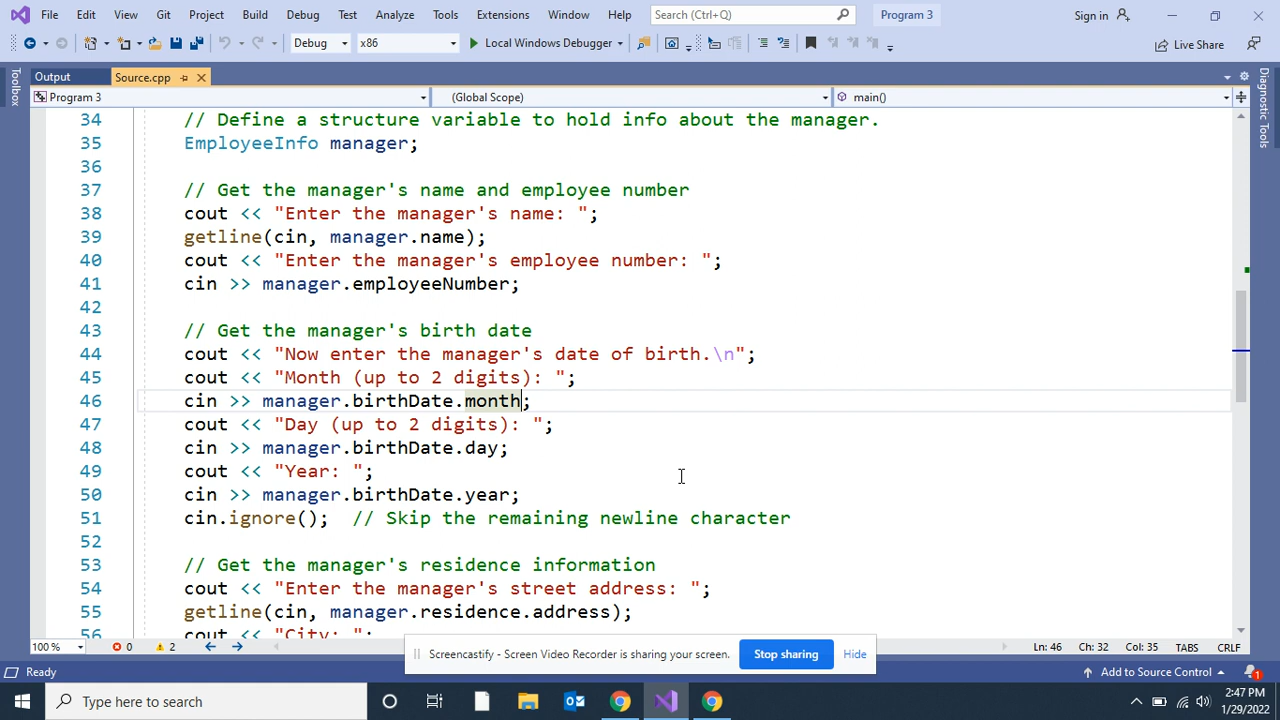 File Edit View Git Project Build Debug Test Analyze Tools Extensions Window Help Search (Ctrl+Q) Program 3 Sign in
Debug x86 Local Windows Debugger Live Share
Toolbox
Output Source.cpp
Diagnostic Tools
Program 3 (Global Scope) main()
34 // Define a structure variable to hold info about the manager.
35 EmployeeInfo manager;
36
37 // Get the manager's name and employee number
38 cout << "Enter the manager's name: ";
39 getline(cin, manager.name);
40 cout << "Enter the manager's employee number: ";
41 cin >> manager.employeeNumber;
42
43 // Get the manager's birth date
44 cout << "Now enter the manager's date of birth.\n";
45 cout << "Month (up to 2 digits): ";
46 cin >> manager.birthDate.month;
47 cout << "Day (up to 2 digits): ";
48 cin >> manager.birthDate.day;
49 cout << "Year: ";
50 cin >> manager.birthDate.year;
51 cin.ignore(); // Skip the remaining newline character
52
53 // Get the manager's residence information
54 cout << "Enter the manager's street address: ";
55 getline(cin, manager.residence.address);
56 cout << "City: ";
100 % 0 2 Ln: 46 Ch: 32 Col: 35 TABS CRLF
Screencastify - Screen Video Recorder is sharing your screen. Stop sharing Hide
Ready Add to Source Control 1
Type here to search
2:47 PM
1/29/2022